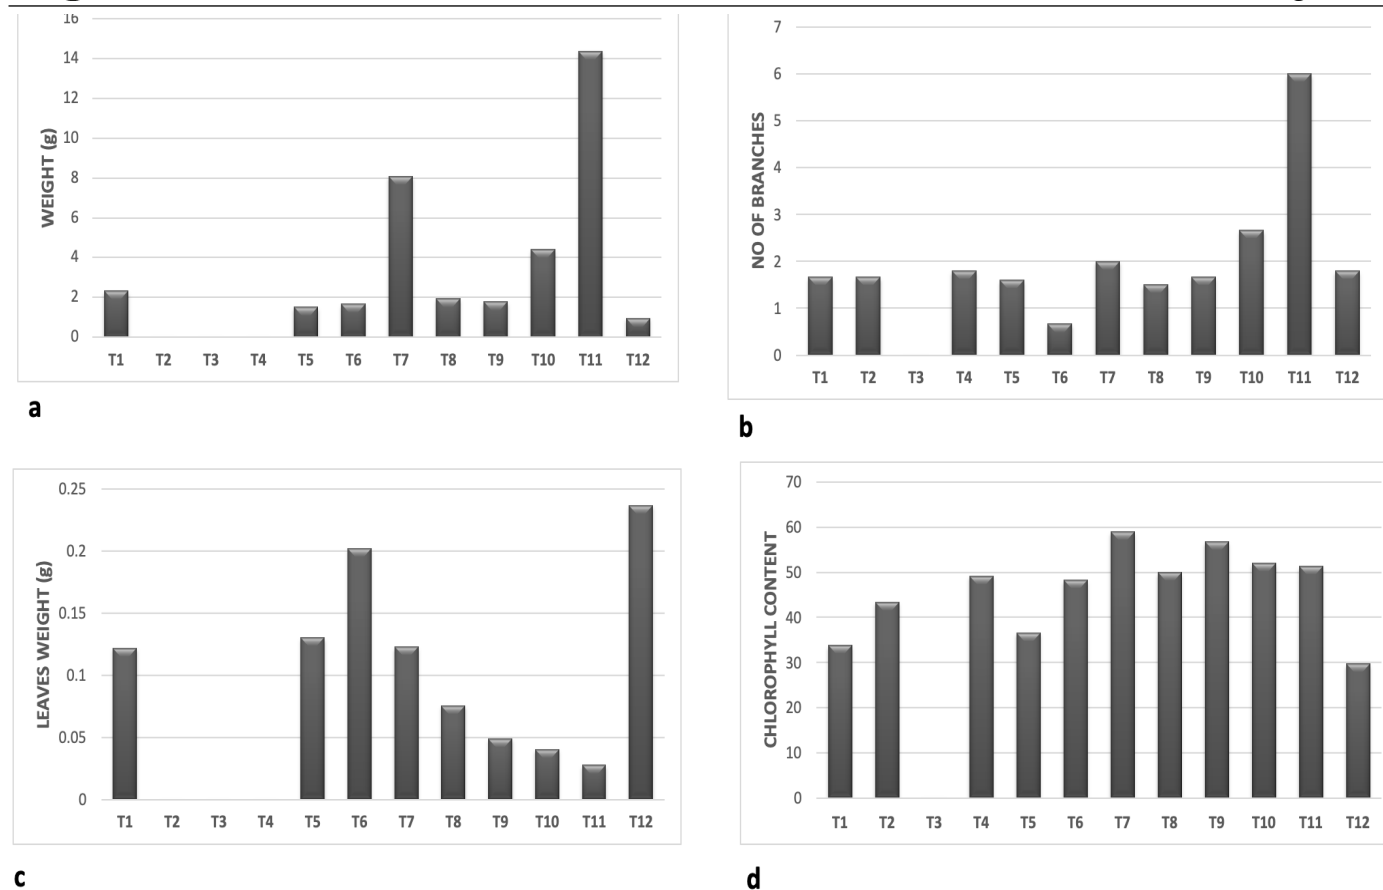 16
14
12
10
8
6
4
2
0
WEIGHT (g)
T1 T2 T3 T4 T5 T6 T7 T8 T9 T10 T11 T12
a
7
6
5
4
3
2
1
0
NO OF BRANCHES
T1 T2 T3 T4 T5 T6 T7 T8 T9 T10 T11 T12
b
0.25
0.2
0.15
0.1
0.05
0
LEAVES WEIGHT (g)
T1 T2 T3 T4 T5 T6 T7 T8 T9 T10 T11 T12
c
70
60
50
40
30
20
10
0
CHLOROPHYLL CONTENT
T1 T2 T3 T4 T5 T6 T7 T8 T9 T10 T11 T12
d